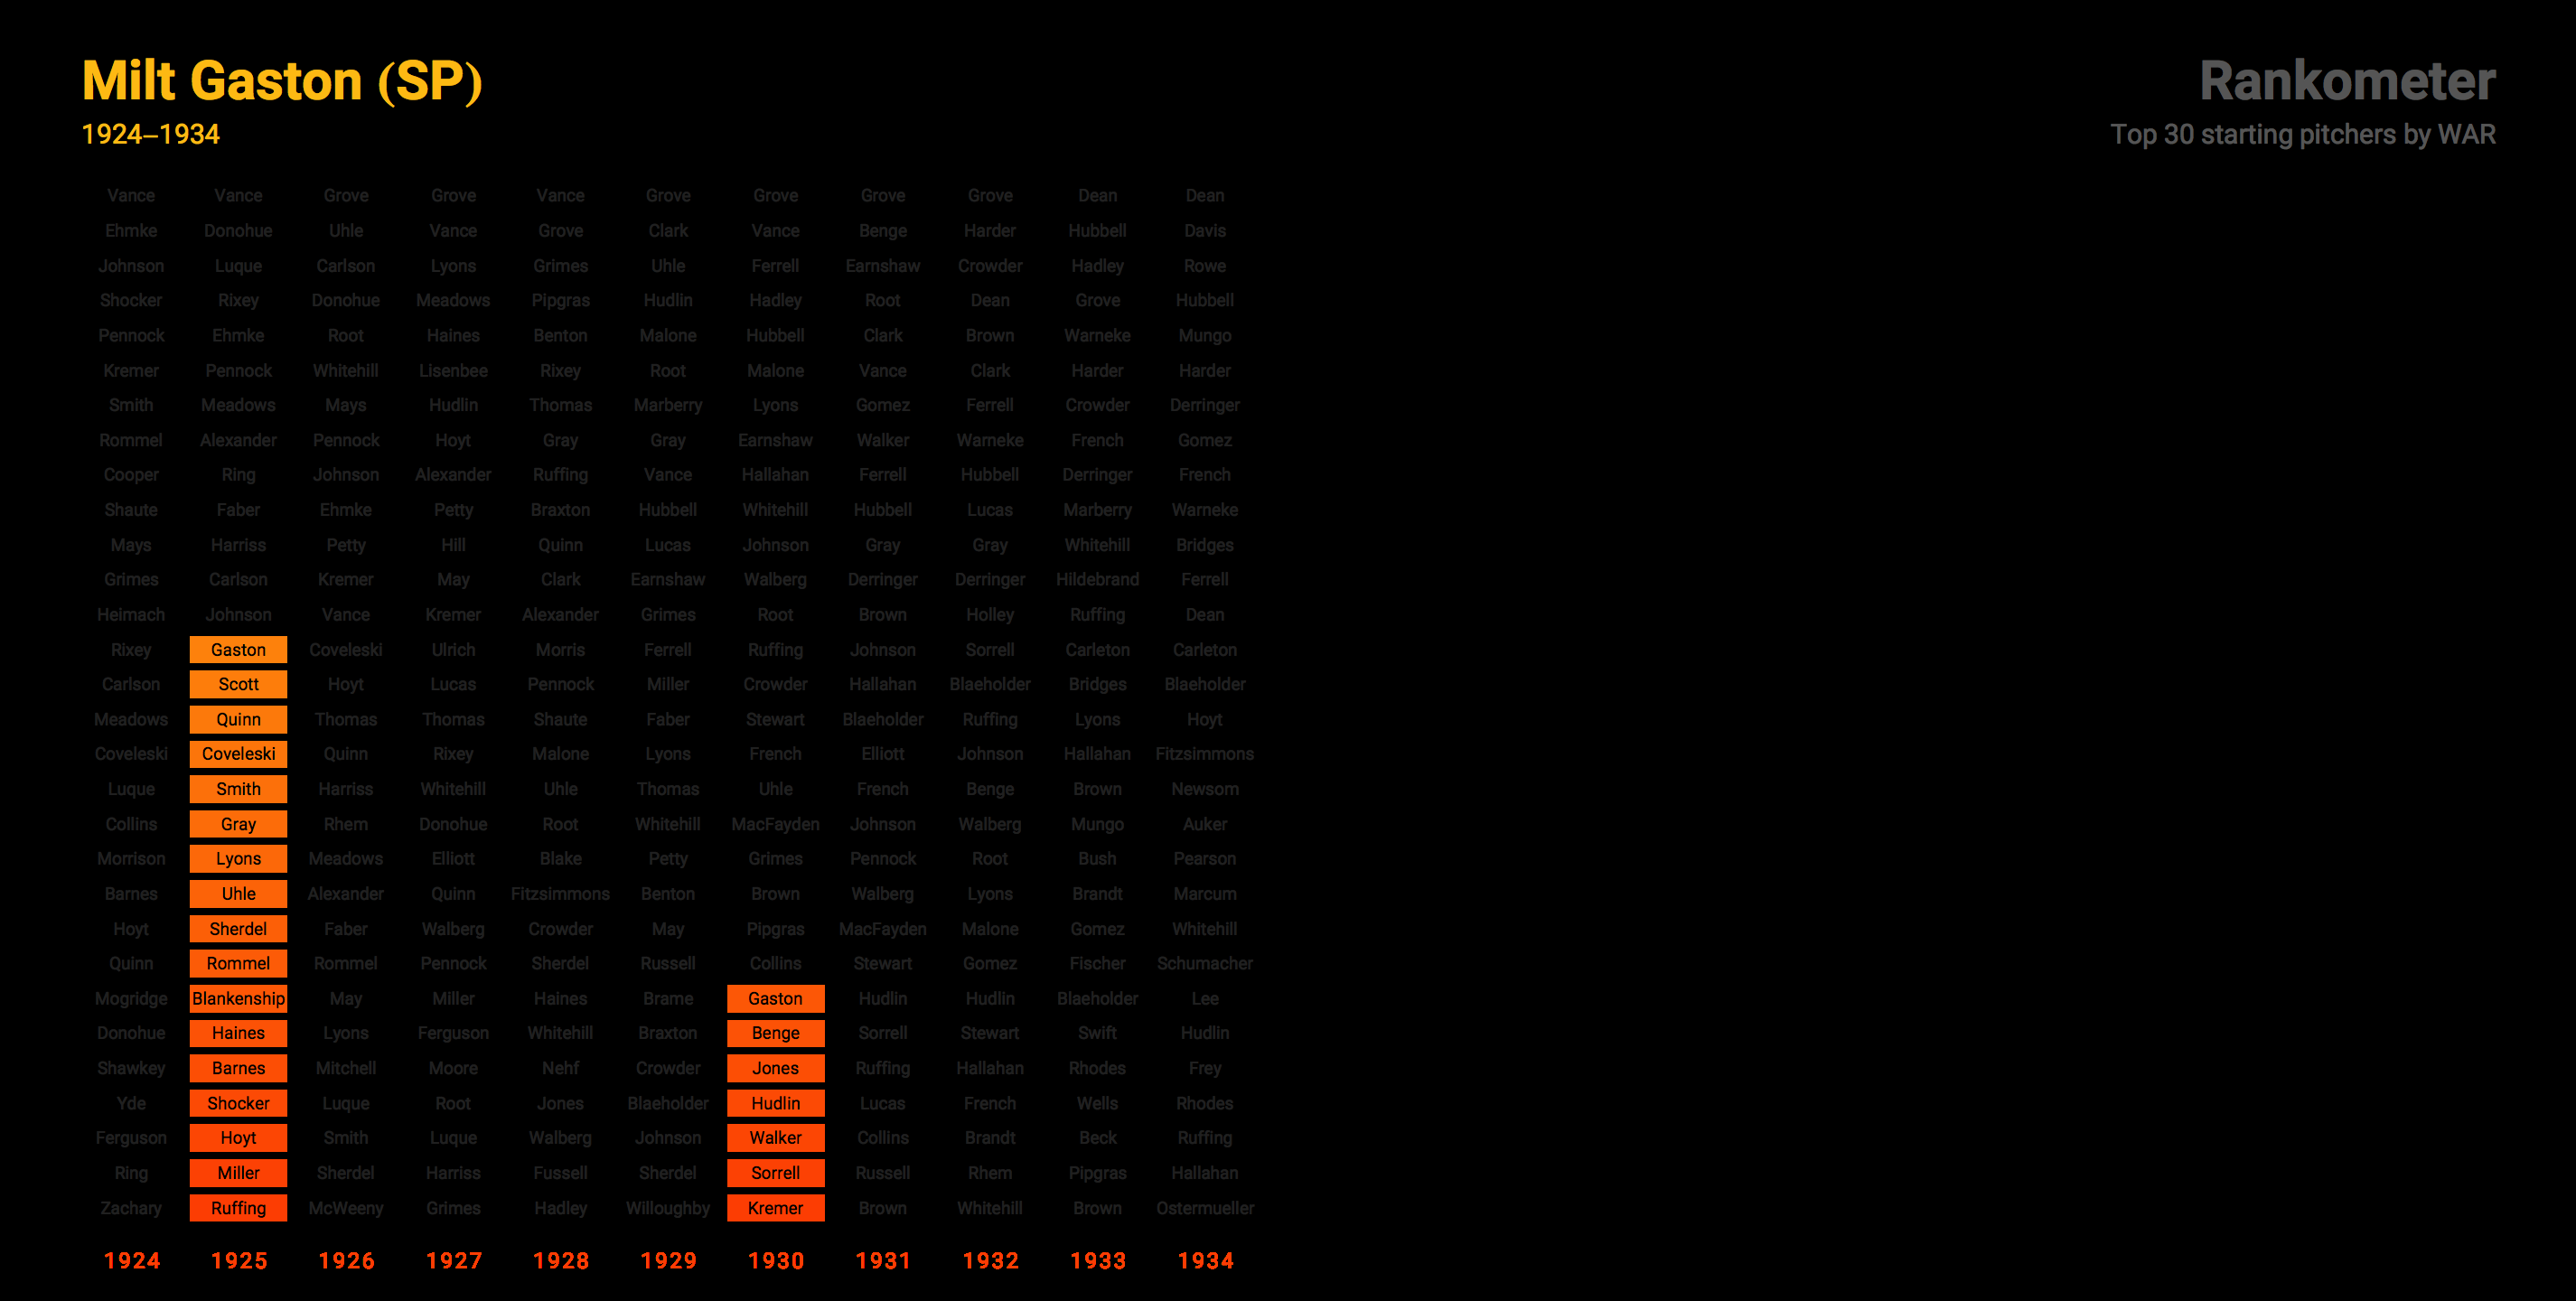 Milt Gaston (SP)
1924–1934
Rankometer
Top 30 starting pitchers by WAR
Vance Vance Grove Grove Vance Grove Grove Grove Grove Dean Dean
Ehmke Donohue Uhle Vance Grove Clark Vance Benge Harder Hubbell Davis
Johnson Luque Carlson Lyons Grimes Uhle Ferrell Earnshaw Crowder Hadley Rowe
Shocker Rixey Donohue Meadows Pipgras Hudlin Hadley Root Dean Grove Hubbell
Pennock Ehmke Root Haines Benton Malone Hubbell Clark Brown Warneke Mungo
Kremer Pennock Whitehill Lisenbee Rixey Root Malone Vance Clark Harder Harder
Smith Meadows Mays Hudlin Thomas Marberry Lyons Gomez Ferrell Crowder Derringer
Rommel Alexander Pennock Hoyt Gray Gray Earnshaw Walker Warneke French Gomez
Cooper Ring Johnson Alexander Ruffing Vance Hallahan Ferrell Hubbell Derringer French
Shaute Faber Ehmke Petty Braxton Hubbell Whitehill Hubbell Lucas Marberry Warneke
Mays Harriss Petty Hill Quinn Lucas Johnson Gray Gray Whitehill Bridges
Grimes Carlson Kremer May Clark Earnshaw Walberg Derringer Derringer Hildebrand Ferrell
Heimach Johnson Vance Kremer Alexander Grimes Root Brown Holley Ruffing Dean
Rixey Gaston Coveleski Ulrich Morris Ferrell Ruffing Johnson Sorrell Carleton Carleton
Carlson Scott Hoyt Lucas Pennock Miller Crowder Hallahan Blaeholder Bridges Blaeholder
Meadows Quinn Thomas Thomas Shaute Faber Stewart Blaeholder Ruffing Lyons Hoyt
Coveleski Coveleski Quinn Rixey Malone Lyons French Elliott Johnson Hallahan Fitzsimmons
Luque Smith Harriss Whitehill Uhle Thomas Uhle French Benge Brown Newsom
Collins Gray Rhem Donohue Root Whitehill MacFayden Johnson Walberg Mungo Auker
Morrison Lyons Meadows Elliott Blake Petty Grimes Pennock Root Bush Pearson
Barnes Uhle Alexander Quinn Fitzsimmons Benton Brown Walberg Lyons Brandt Marcum
Hoyt Sherdel Faber Walberg Crowder May Pipgras MacFayden Malone Gomez Whitehill
Quinn Rommel Rommel Pennock Sherdel Russell Collins Stewart Gomez Fischer Schumacher
Mogridge Blankenship May Miller Haines Brame Gaston Hudlin Hudlin Blaeholder Lee
Donohue Haines Lyons Ferguson Whitehill Braxton Benge Sorrell Stewart Swift Hudlin
Shawkey Barnes Mitchell Moore Nehf Crowder Jones Ruffing Hallahan Rhodes Frey
Yde Shocker Luque Root Jones Blaeholder Hudlin Lucas French Wells Rhodes
Ferguson Hoyt Smith Luque Walberg Johnson Walker Collins Brandt Beck Ruffing
Ring Miller Sherdel Harriss Fussell Sherdel Sorrell Russell Rhem Pipgras Hallahan
Zachary Ruffing McWeeny Grimes Hadley Willoughby Kremer Brown Whitehill Brown Ostermueller
1924 1925 1926 1927 1928 1929 1930 1931 1932 1933 1934